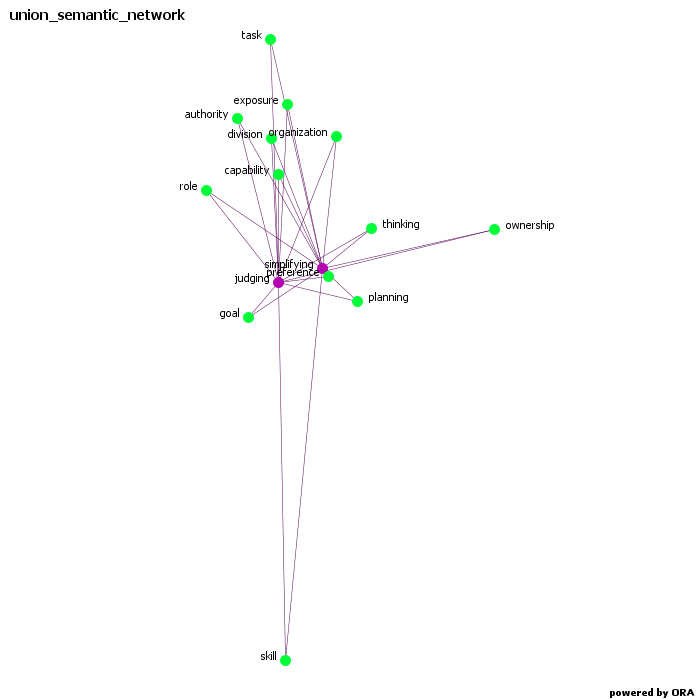 union_semantic_network
task
exposure
authority
division
organization
capability
role
thinking
ownership
simplifying
preference
judging
planning
goal
skill
powered by ORA